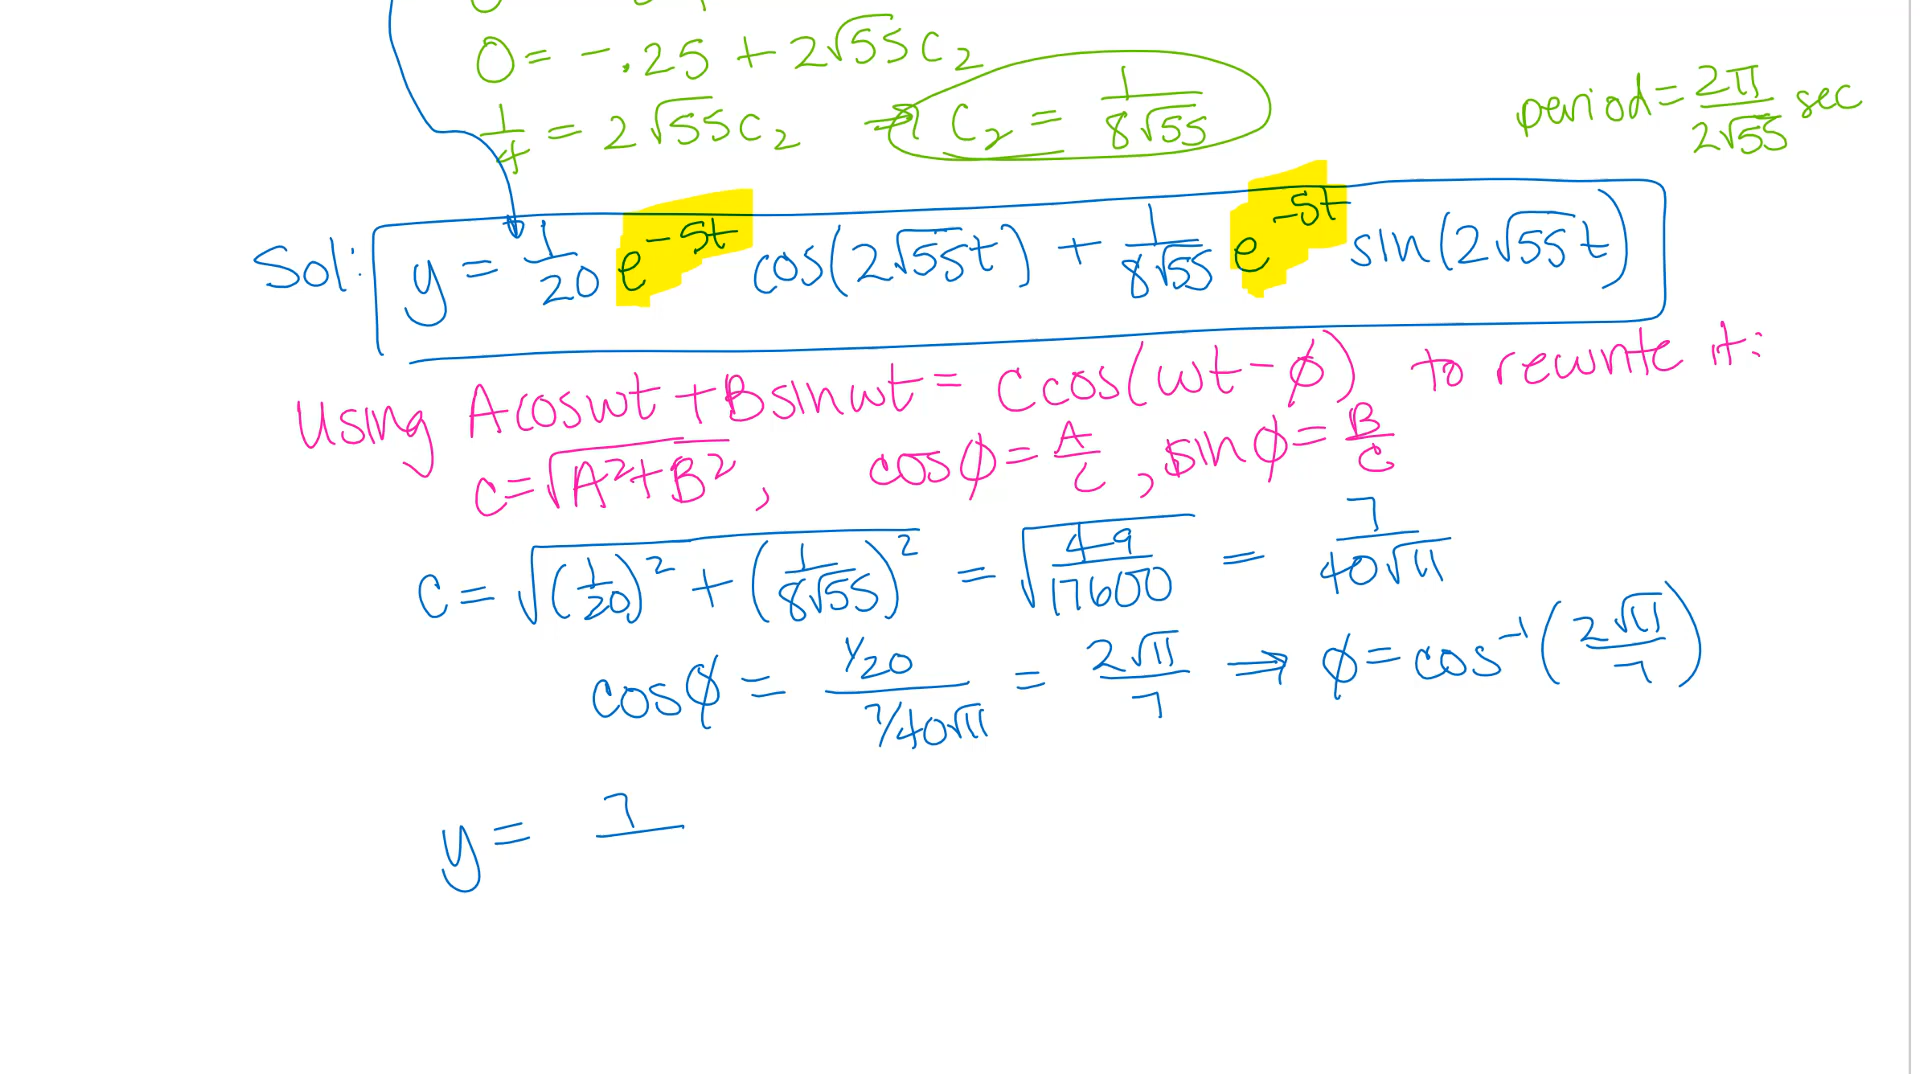 0 = -.25 + 2√55 C₂
1/4 = 2√55 C₂ → C₂ = 1/(8√55)
period = 2π/(2√55) sec
Sol: y = 1/20 e^(-5t) cos(2√55 t) + 1/(8√55) e^(-5t) sin(2√55 t)
Using A cos ωt + B sin ωt = C cos(ωt - ϕ) to rewrite it:
C = √(A² + B²), cos ϕ = A/C, sin ϕ = B/C
C = √((1/20)² + (1/(8√55))²) = √(49/17600) = 7/(40√11)
cos ϕ = (1/20)/(7/40√11) = 2√11/7 → ϕ = cos⁻¹(2√11/7)
y = 7/